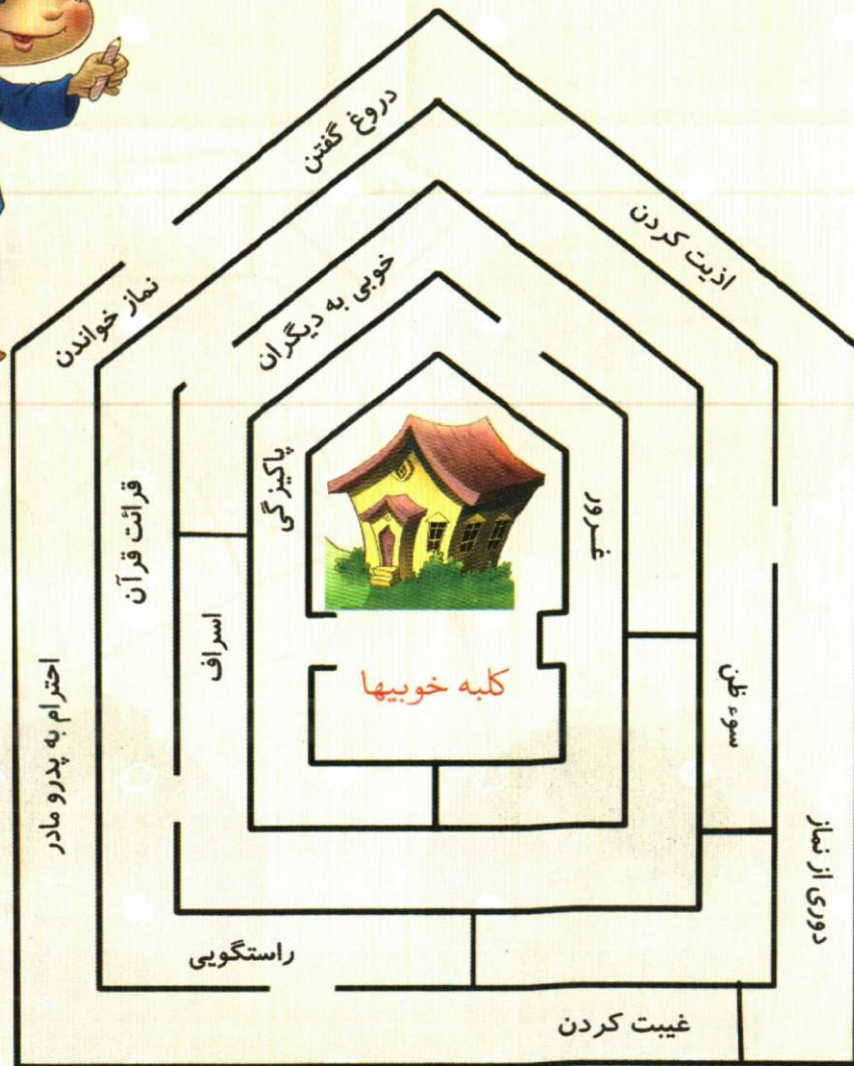 دروغ گفتن
اذیت کردن
نماز خواندن
خوبی به دیگران
پاکیزگی
غرور
قرائت قرآن
اسراف
کلبه خوبیها
سوء ظن
احترام به پدرو مادر
دوری از نماز
راستگویی
غیبت کردن